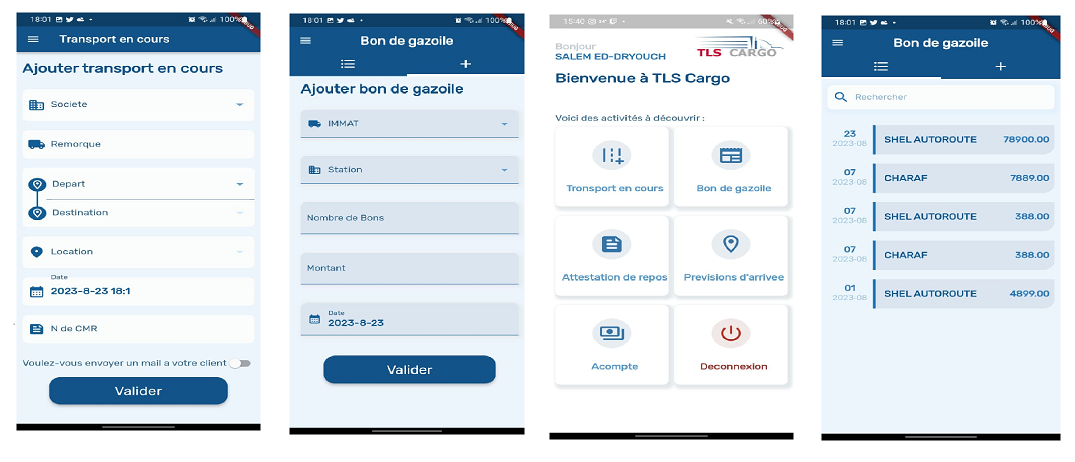 18:01
100%
Transport en cours
Ajouter transport en cours
Societe
Remorque
Depart
Destination
Location
Date
2023-8-23 18:1
N de CMR
Voulez-vous envoyer un mail a votre client
Valider
18:01
100%
Bon de gazoile
Ajouter bon de gazoile
IMMAT
Station
Nombre de Bons
Montant
Date
2023-8-23
Valider
15:40
60%
Bonjour
SALEM ED-DRYOUCH
TLS CARGO
Bienvenue à TLS Cargo
Voici des activités à découvrir :
Transport en cours
Bon de gazolle
Attestation de repos
Previsions d'arrivee
Acompte
Deconnexion
18:01
100%
Bon de gazoile
Rechercher
23
2023-08
SHEL AUTOROUTE
78900.00
07
2023-08
CHARAF
7889.00
07
2023-08
SHEL AUTOROUTE
388.00
07
2023-08
CHARAF
388.00
01
2023-08
SHEL AUTOROUTE
4899.00